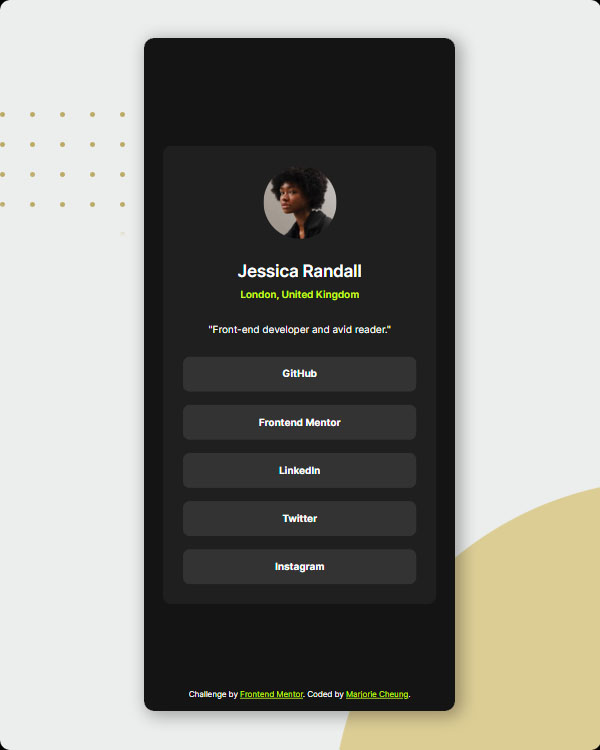 Jessica Randall
London, United Kingdom
"Front-end developer and avid reader."
GitHub
Frontend Mentor
LinkedIn
Twitter
Instagram
Challenge by Frontend Mentor. Coded by Marjorie Cheung.